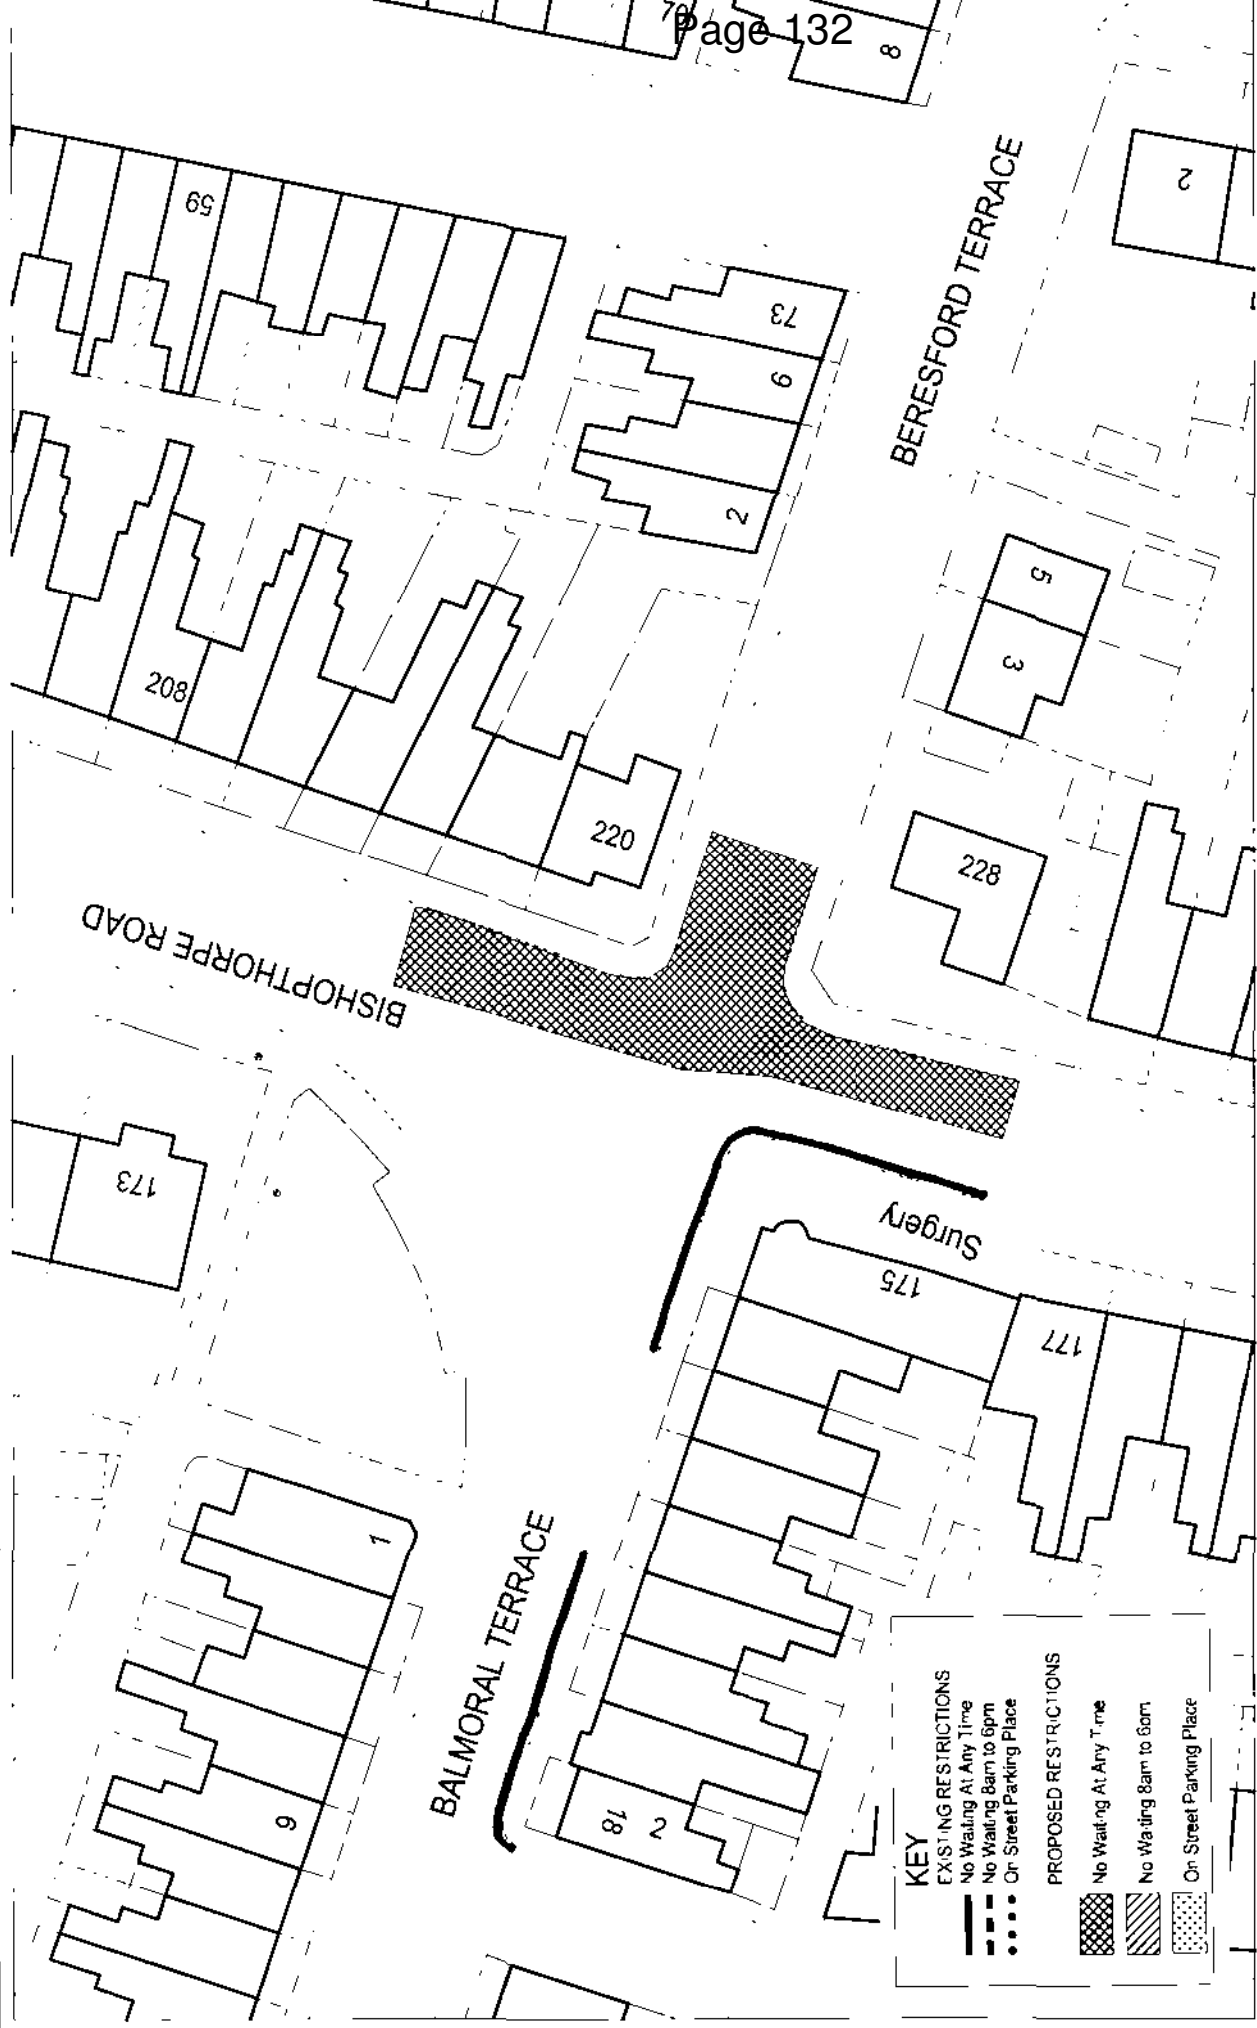 Page 132
70
8
59
2
73
6
2
BERESFORD TERRACE
5
3
208
220
228
BISHOPTHORPE ROAD
173
Surgery
175
177
1
BALMORAL TERRACE
9
18
2
KEY
EXISTING RESTRICTIONS
No Waiting At Any Time
No Waiting 8am to 6pm
On Street Parking Place
PROPOSED RESTRICTIONS
No Waiting At Any Time
No Waiting 8am to 6pm
On Street Parking Place